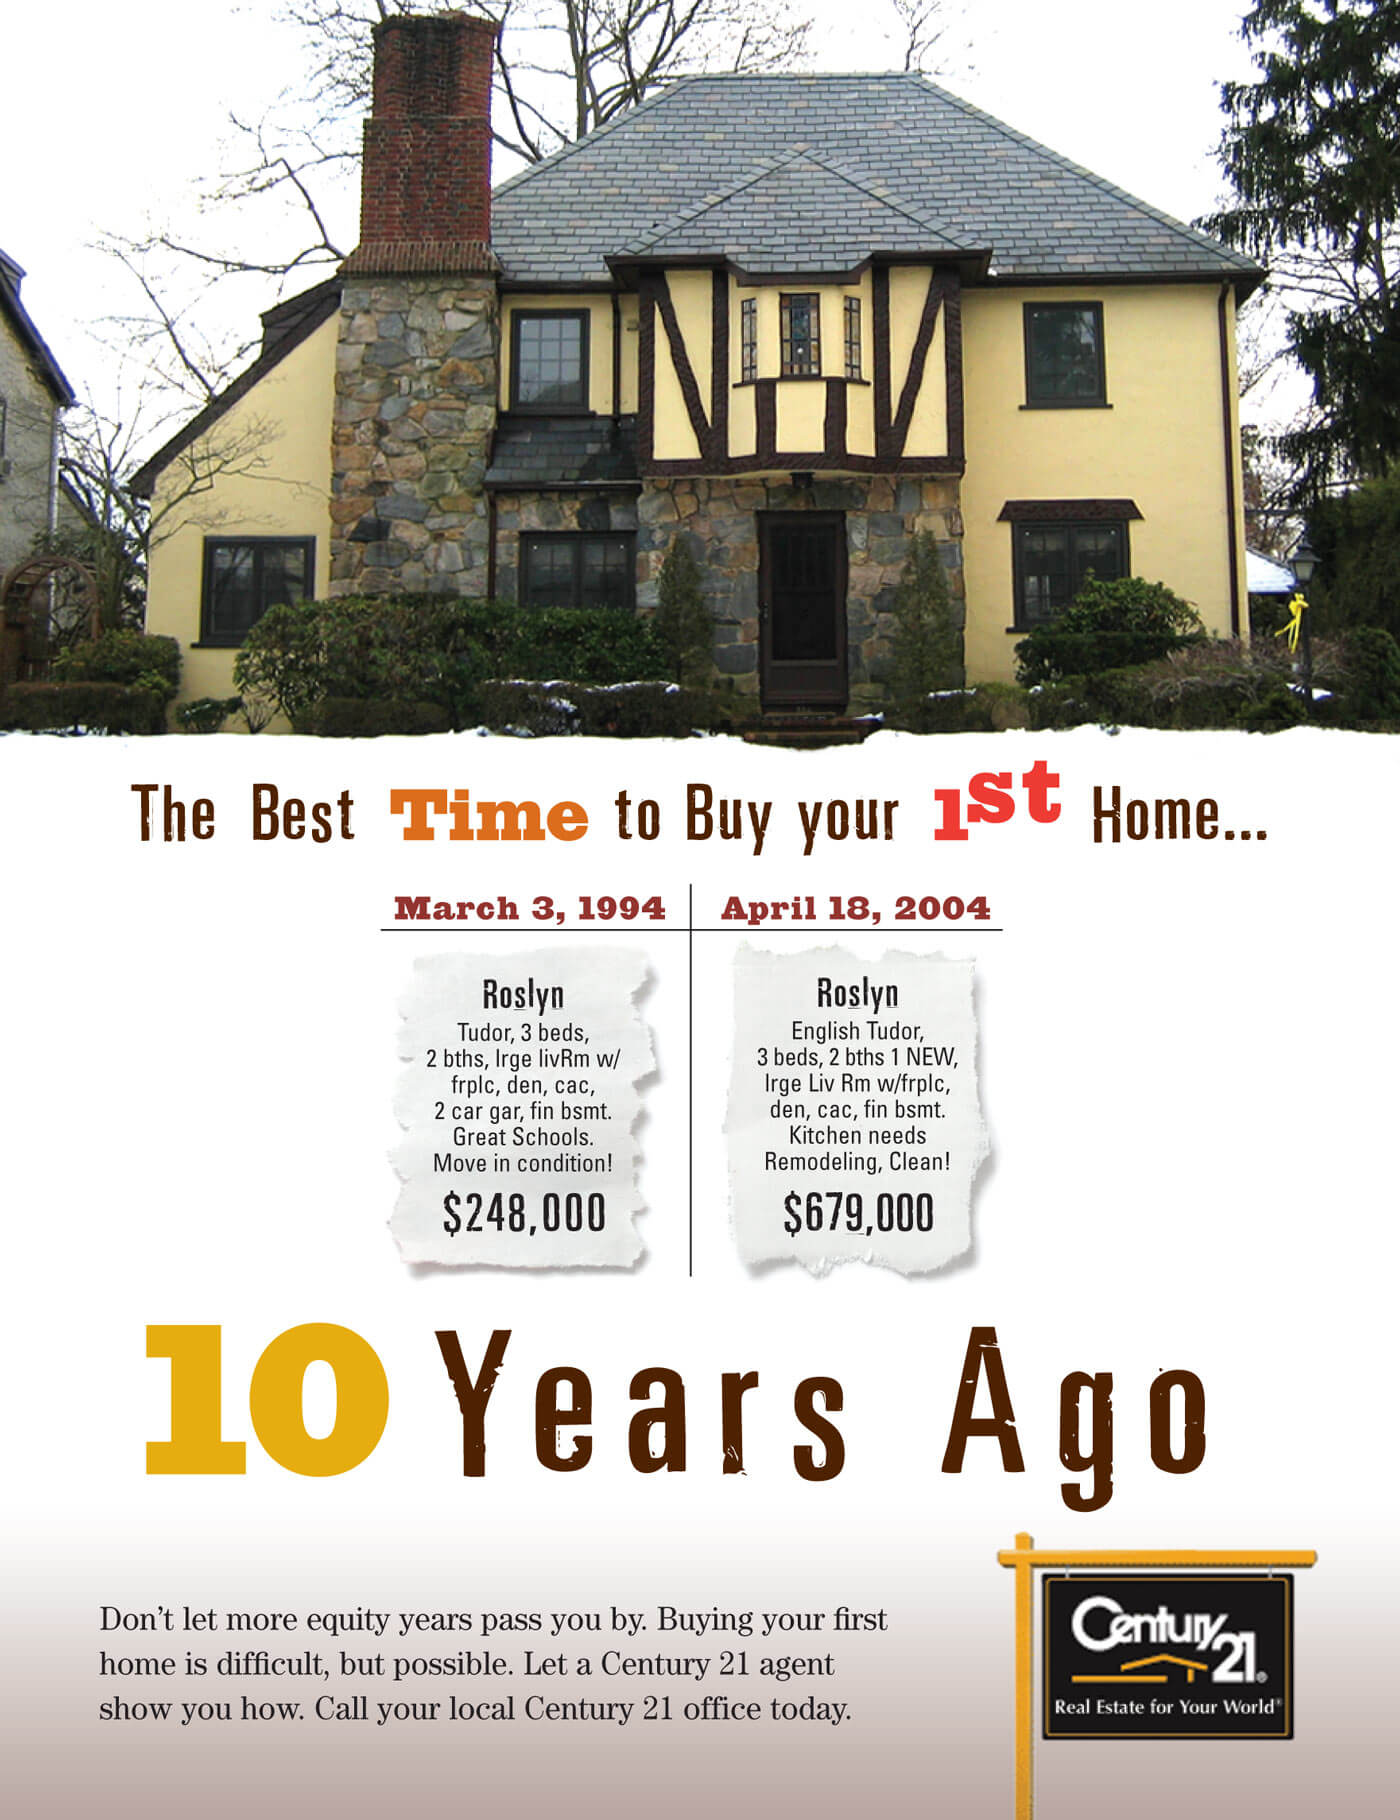 The Best Time to Buy your 1st Home...
March 3, 1994
April 18, 2004
Roslyn
Tudor, 3 beds,
2 bths, lrge livRm w/
frplc, den, cac,
2 car gar, fin bsmt.
Great Schools.
Move in condition!
$248,000
Roslyn
English Tudor,
3 beds, 2 bths 1 NEW,
lrge Liv Rm w/frplc,
den, cac, fin bsmt.
Kitchen needs
Remodeling, Clean!
$679,000
10 Years Ago
Don't let more equity years pass you by. Buying your first
home is difficult, but possible. Let a Century 21 agent
show you how. Call your local Century 21 office today.
Century 21®
Real Estate for Your World®